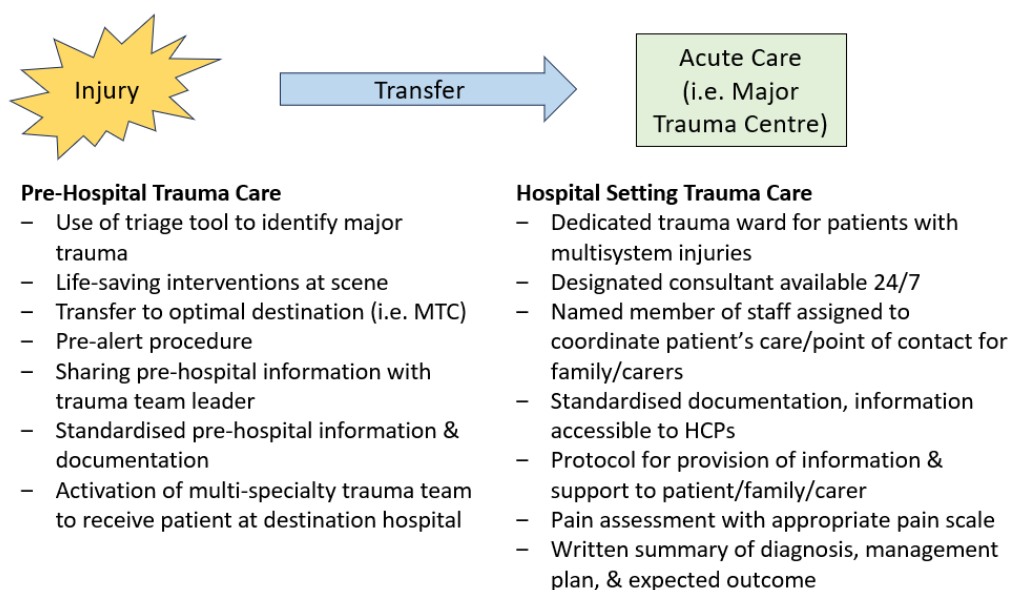 Injury
Transfer
Acute Care
(i.e. Major
Trauma Centre)
Pre-Hospital Trauma Care
– Use of triage tool to identify major
trauma
– Life-saving interventions at scene
– Transfer to optimal destination (i.e. MTC)
– Pre-alert procedure
– Sharing pre-hospital information with
trauma team leader
– Standardised pre-hospital information &
documentation
– Activation of multi-specialty trauma team
to receive patient at destination hospital
Hospital Setting Trauma Care
– Dedicated trauma ward for patients with
multisystem injuries
– Designated consultant available 24/7
– Named member of staff assigned to
coordinate patient's care/point of contact for
family/carers
– Standardised documentation, information
accessible to HCPs
– Protocol for provision of information &
support to patient/family/carer
– Pain assessment with appropriate pain scale
– Written summary of diagnosis, management
plan, & expected outcome